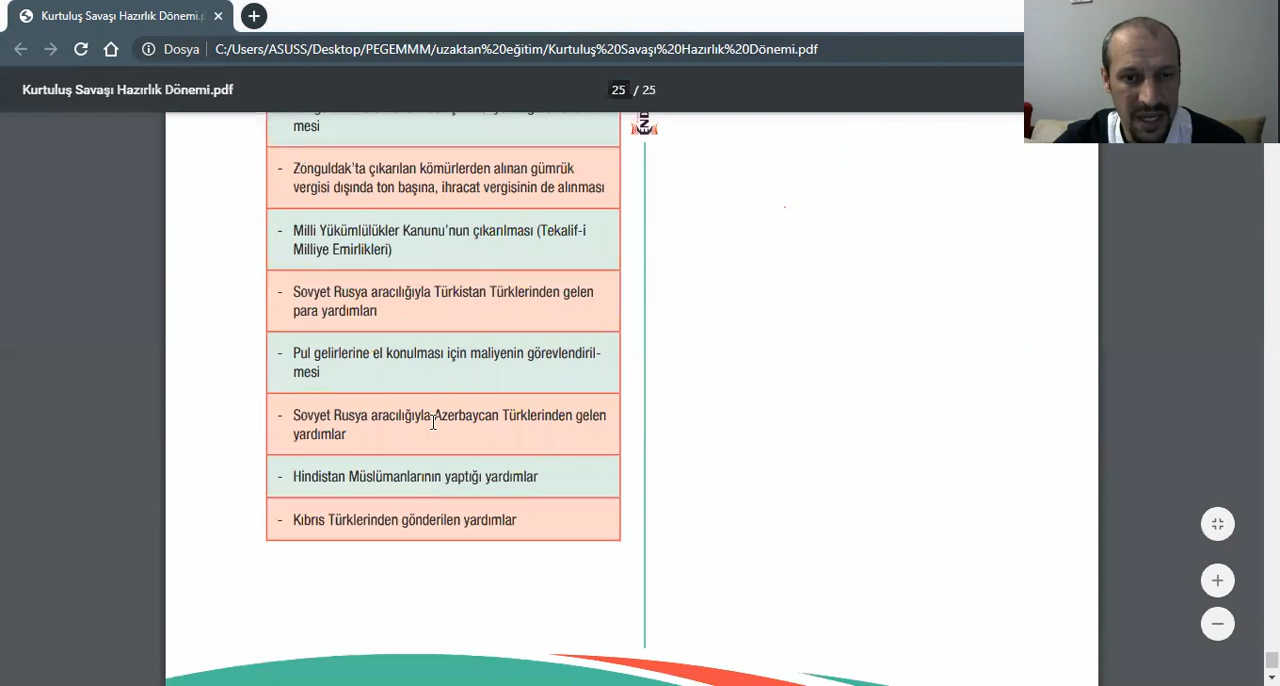 Kurtuluş Savaşı Hazırlık Dönemi.p
Dosya
C:/Users/ASUSS/Desktop/PEGEMMM/uzaktan%20eğitim/Kurtuluş%20Savaşı%20Hazırlık%20Dönemi.pdf
Kurtuluş Savaşı Hazırlık Dönemi.pdf
25 / 25
mesi
- Zonguldak'ta çıkarılan kömürlerden alınan gümrük
vergisi dışında ton başına, ihracat vergisinin de alınması
- Milli Yükümlülükler Kanunu'nun çıkarılması (Tekalif-i
Milliye Emirlikleri)
- Sovyet Rusya aracılığıyla Türkistan Türklerinden gelen
para yardımları
- Pul gelirlerine el konulması için maliyenin görevlendiril-
mesi
- Sovyet Rusya aracılığıyla Azerbaycan Türklerinden gelen
yardımlar
- Hindistan Müslümanlarının yaptığı yardımlar
- Kıbrıs Türklerinden gönderilen yardımlar
END